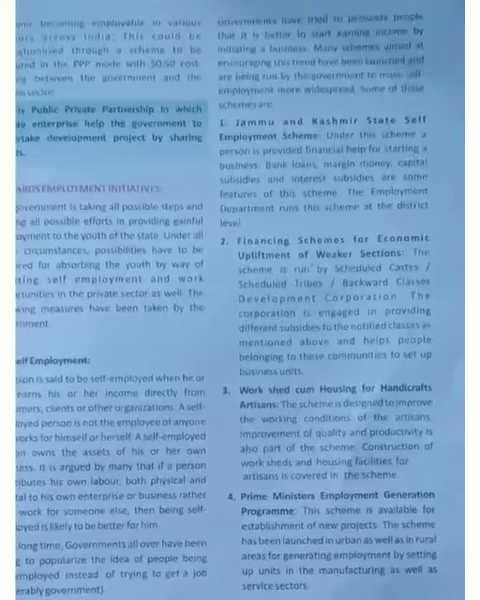 becoming employable in various
across India. This could be
through a scheme to be
in the PPP mode with 50:50 cost-
between the government and the
sector.
is Public Private Partnership in which
enterprise help the government to
development project by sharing
ARDS EMPLOYMENT INITIATIVES:
government is taking all possible steps and
all possible efforts in providing gainful
to the youth of the state. Under all
circumstances, possibilities have to be
for absorbing the youth by way of
self employment and work
in the private sector as well. The
measures have been taken by the
elf Employment:
son is said to be self-employed when he or
earns his or her income directly from
clients or other organizations. A self-
loyed person is not the employee of anyone
works for himself or herself. A self-employed
on owns the assets of his or her own
ness. It is argued by many that if a person
ributes his own labour, both physical and
tal to his own enterprise or business rather
work for someone else, then being self-
loyed is likely to be better for him.
long time, Governments all over have been
g to popularize the idea of people being
employed instead of trying to get a job
erably government).
Governments have tried to persuade people
that it is better to start earning income by
initiating a business. Many schemes aimed at
encouraging this trend have been launched and
are being run by the government to make self-
employment more widespread. Some of these
schemes are:
1. Jammu and Kashmir State Self
Employment Scheme: Under this scheme a
person is provided financial help for starting a
business. Bank loans, margin money, capital
subsidies and interest subsidies are some
features of this scheme. The Employment
Department runs this scheme at the district
level.
2. Financing Schemes for Economic
Upliftment of Weaker Sections: The
scheme is run by Scheduled Castes /
Scheduled Tribes / Backward Classes
Development Corporation. The
corporation is engaged in providing
different subsidies to the notified classes as
mentioned above and helps people
belonging to these communities to set up
business units.
3. Work shed cum Housing for Handicrafts
Artisans: The scheme is designed to improve
the working conditions of the artisans.
Improvement of quality and productivity is
also part of the scheme. Construction of
work sheds and housing facilities for
artisans is covered in the scheme.
4. Prime Ministers Employment Generation
Programme: This scheme is available for
establishment of new projects. The scheme
has been launched in urban as well as in rural
areas for generating employment by setting
up units in the manufacturing as well as
service sectors.